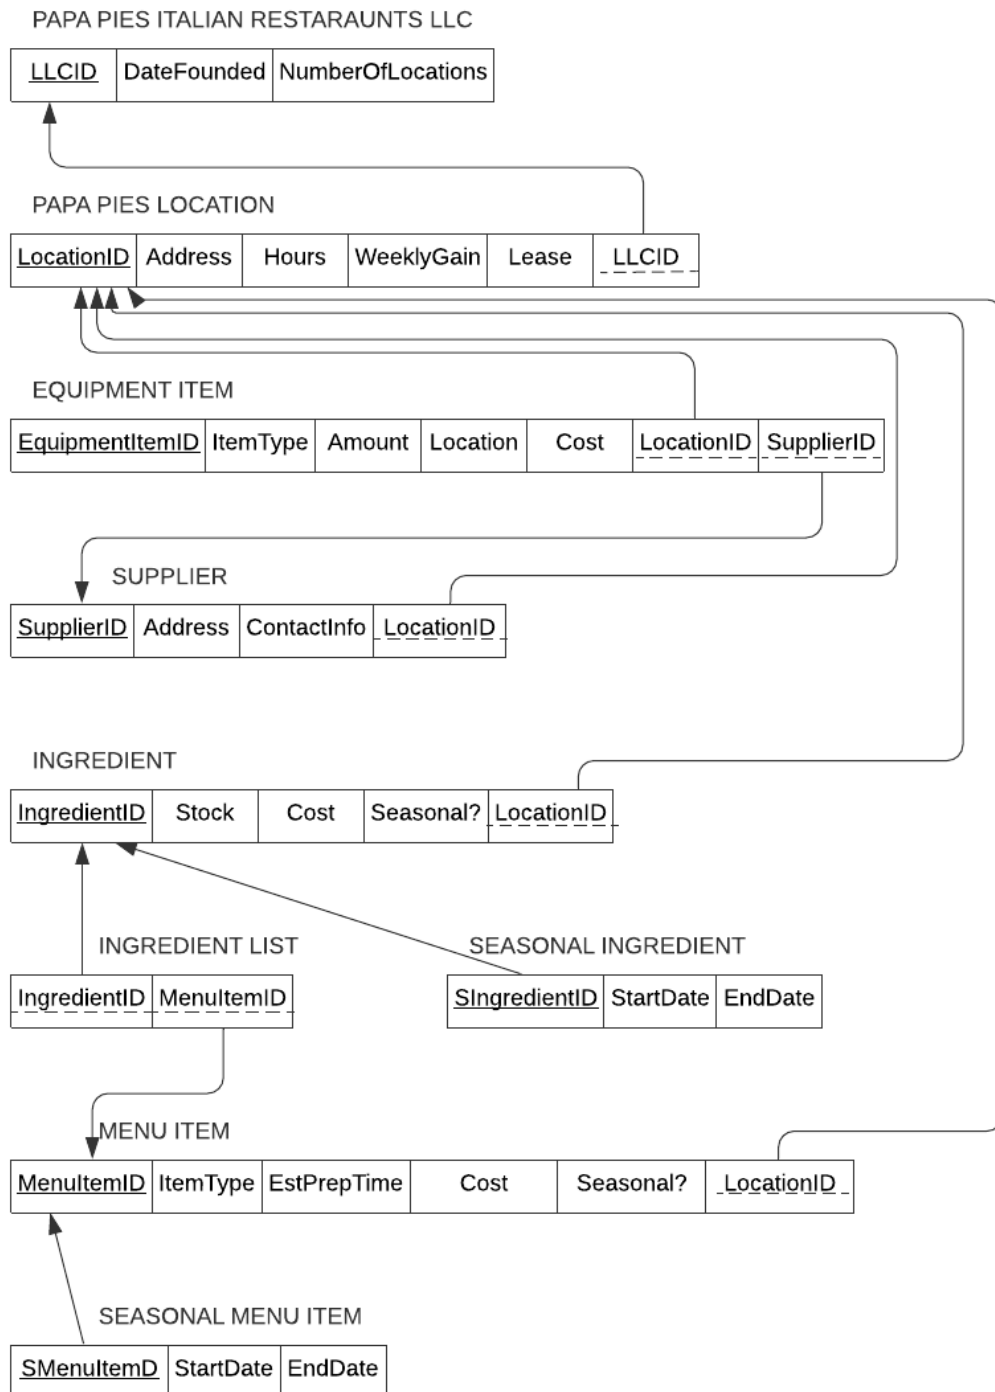 PAPA PIES ITALIAN RESTARAUNTS LLC
LLCID DateFounded NumberOfLocations
PAPA PIES LOCATION
LocationID Address Hours WeeklyGain Lease LLCID
EQUIPMENT ITEM
EquipmentItemID ItemType Amount Location Cost LocationID SupplierID
SUPPLIER
SupplierID Address ContactInfo LocationID
INGREDIENT
IngredientID Stock Cost Seasonal? LocationID
INGREDIENT LIST SEASONAL INGREDIENT
IngredientID MenuItemID SIngredientID StartDate EndDate
MENU ITEM
MenuItemID ItemType EstPrepTime Cost Seasonal? LocationID
SEASONAL MENU ITEM
SMenuItemD StartDate EndDate